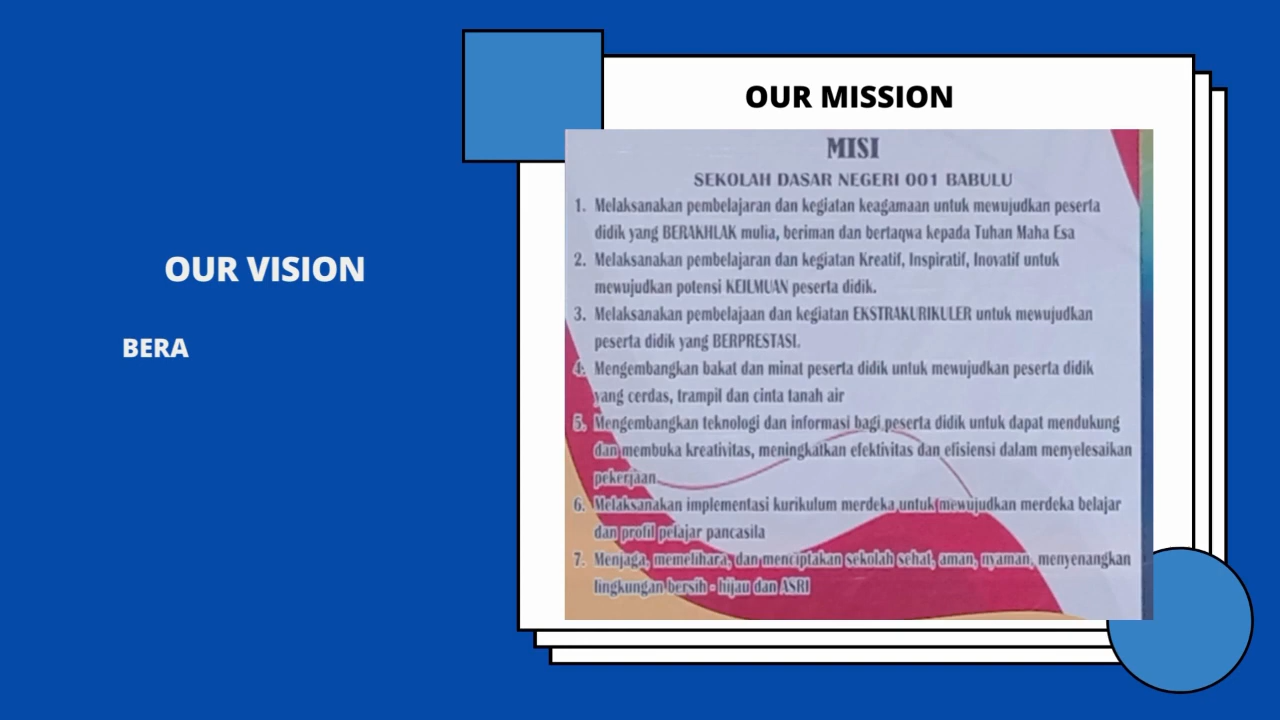 OUR VISION
BERA
OUR MISSION
MISI
SEKOLAH DASAR NEGERI 001 BABULU
1. Melaksanakan pembelajaran dan kegiatan keagamaan untuk mewujudkan peserta
didik yang BERAKHLAK mulia, beriman dan bertaqwa kepada Tuhan Maha Esa
2. Melaksanakan pembelajaran dan kegiatan Kreatif, Inspiratif, Inovatif untuk
mewujudkan potensi KEILMUAN peserta didik.
3. Melaksanakan pembelajaan dan kegiatan EKSTRAKURIKULER untuk mewujudkan
peserta didik yang BERPRESTASI.
4. Mengembangkan bakat dan minat peserta didik untuk mewujudkan peserta didik
yang cerdas, trampil dan cinta tanah air
5. Mengembangkan teknologi dan informasi bagi peserta didik untuk dapat mendukung
dan membuka kreativitas, meningkatkan efektivitas dan efisiensi dalam menyelesaikan
pekerjaan
6. Melaksanakan implementasi kurikulum merdeka untuk mewujudkan merdeka belajar
dan profil pelajar pancasila
7. Menjaga, memelihara, dan menciptakan sekolah sehat, aman, nyaman, menyenangkan
lingkungan bersih - hijau dan ASRI